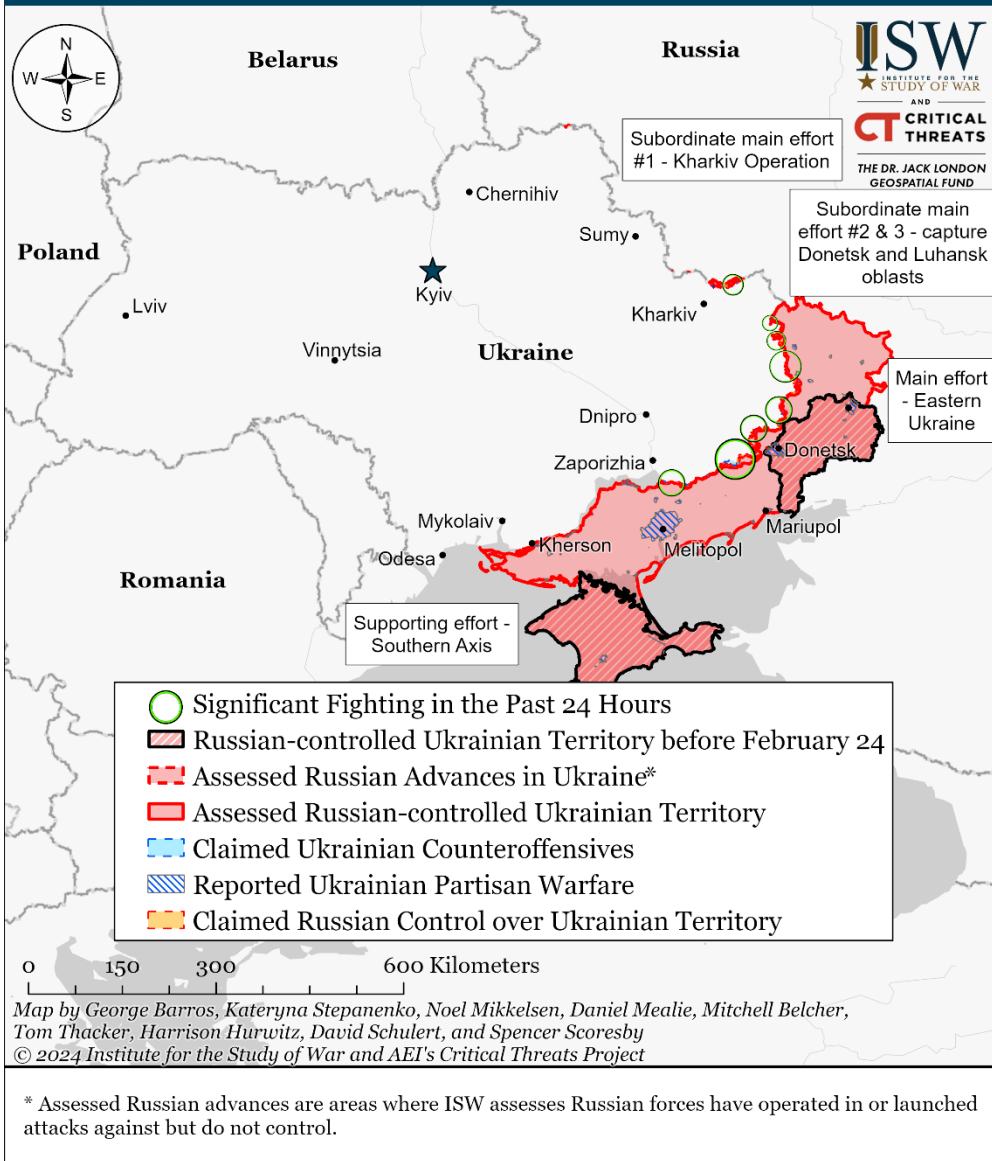 N
W
E
S
Belarus
Russia
ISW
INSTITUTE FOR THE
STUDY OF WAR
AND
CT CRITICAL
THREATS
THE DR. JACK LONDON
GEOSPATIAL FUND
Subordinate main effort
#1 - Kharkiv Operation
Subordinate main
effort #2 & 3 - capture
Donetsk and Luhansk
oblasts
Chernihiv
Sumy
Poland
Kyiv
Lviv
Kharkiv
Vinnytsia
Ukraine
Main effort
- Eastern
Ukraine
Dnipro
Donetsk
Zaporizhia
Mykolaiv
Mariupol
Kherson
Melitopol
Odesa
Romania
Supporting effort -
Southern Axis
Significant Fighting in the Past 24 Hours
Russian-controlled Ukrainian Territory before February 24
Assessed Russian Advances in Ukraine*
Assessed Russian-controlled Ukrainian Territory
Claimed Ukrainian Counteroffensives
Reported Ukrainian Partisan Warfare
Claimed Russian Control over Ukrainian Territory
0 150 300 600 Kilometers
Map by George Barros, Kateryna Stepanenko, Noel Mikkelsen, Daniel Mealie, Mitchell Belcher,
Tom Thacker, Harrison Hurwitz, David Schulert, and Spencer Scoresby
© 2024 Institute for the Study of War and AEI's Critical Threats Project
* Assessed Russian advances are areas where ISW assesses Russian forces have operated in or launched
attacks against but do not control.